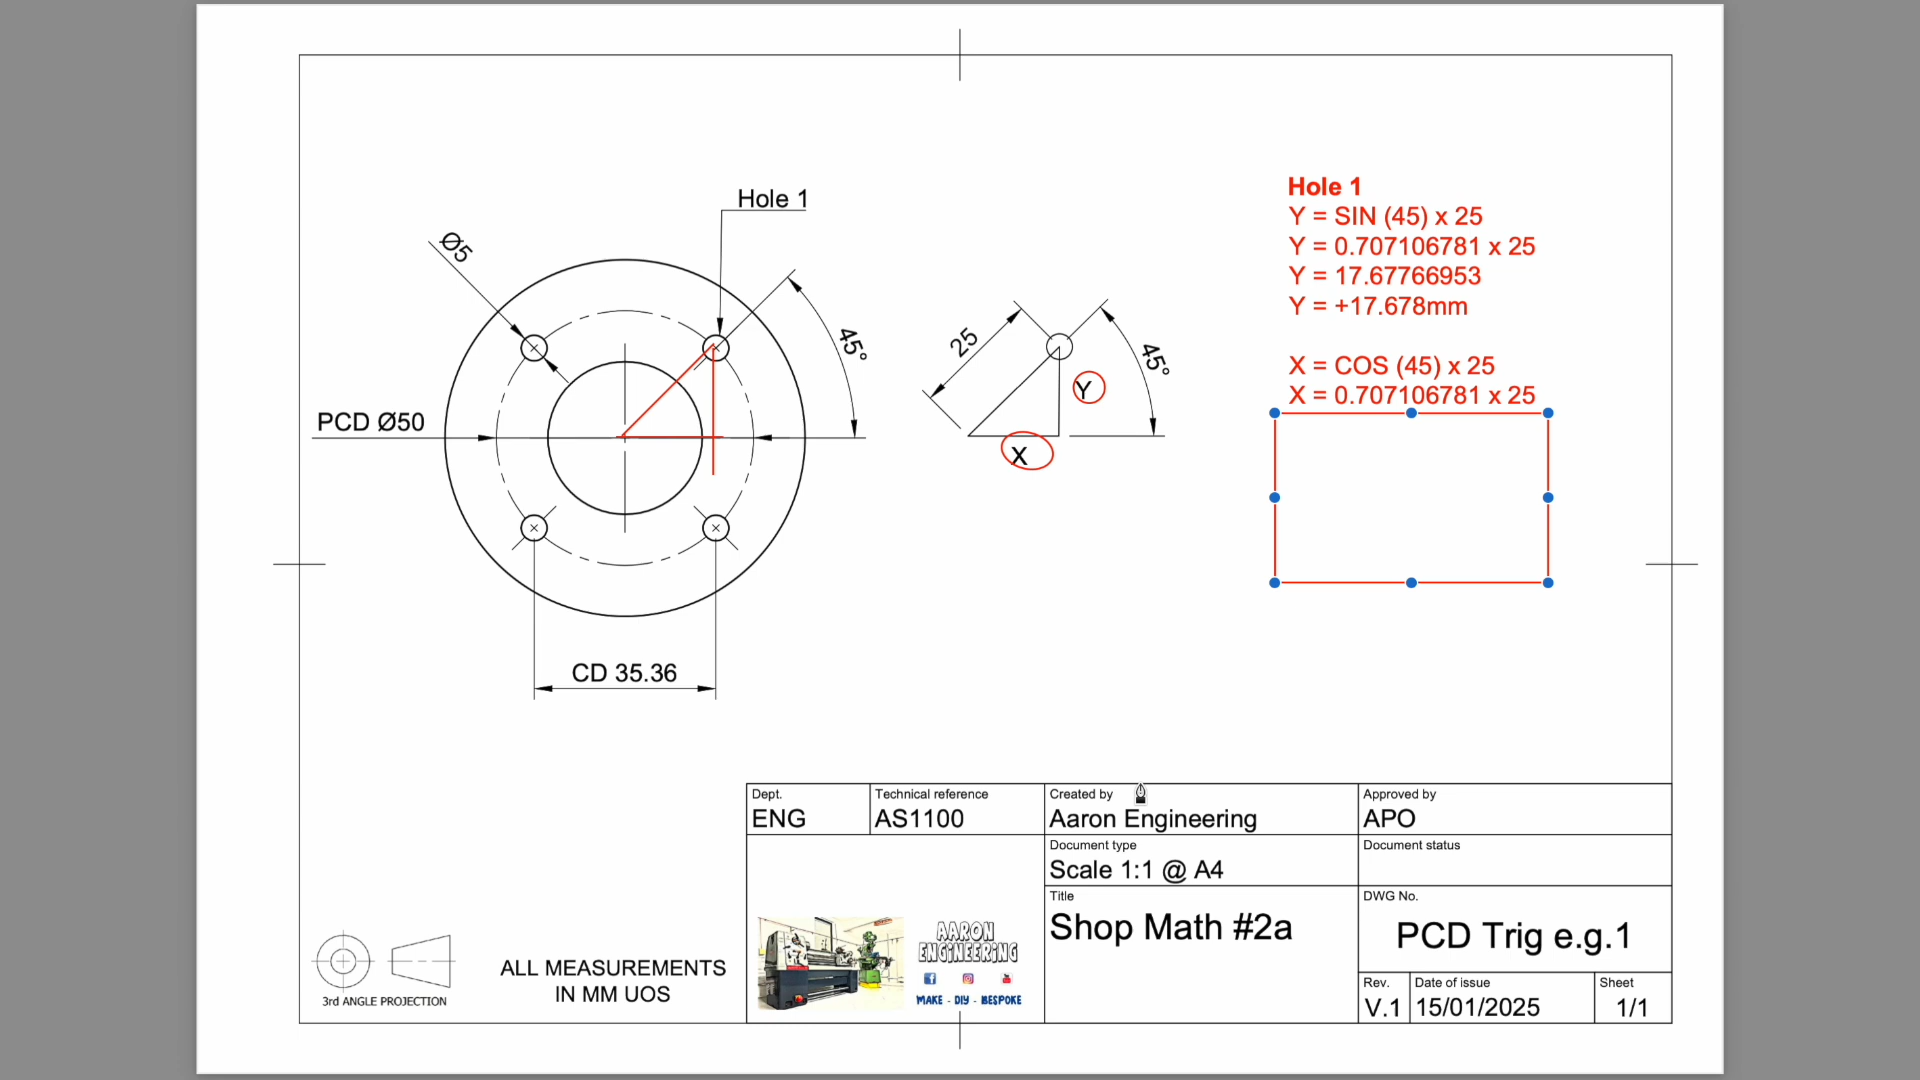 Hole 1
Ø5
45°
PCD Ø50
CD 35.36
25
45°
Y
X
Hole 1
Y = SIN (45) x 25
Y = 0.707106781 x 25
Y = 17.67766953
Y = +17.678mm
X = COS (45) x 25
X = 0.707106781 x 25
Dept.
ENG
Technical reference
AS1100
Created by
Aaron Engineering
Approved by
APO
Document type
Scale 1:1 @ A4
Document status
Title
Shop Math #2a
DWG No.
PCD Trig e.g.1
Rev.
V.1
Date of issue
15/01/2025
Sheet
1/1
AARON
ENGINEERING
MAKE - DIY - BESPOKE
ALL MEASUREMENTS
IN MM UOS
3rd ANGLE PROJECTION